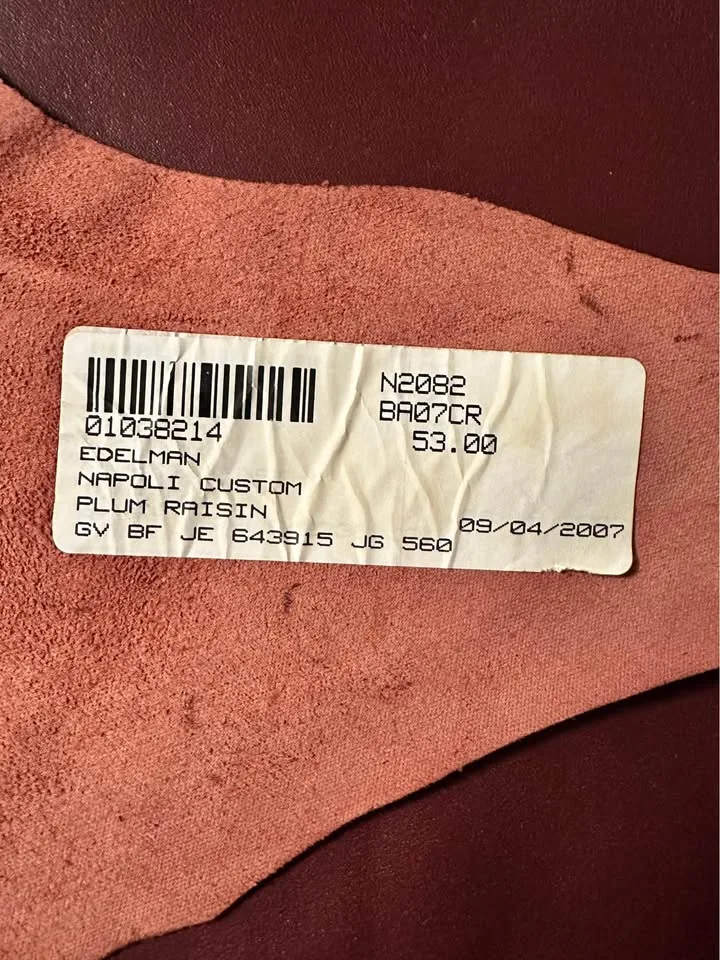 01038214
EDELMAN
NAPOLI CUSTOM
PLUM RAISIN
GV BF JE 643915 JG 560
N2082
BA07CR
53.00
09/04/2007